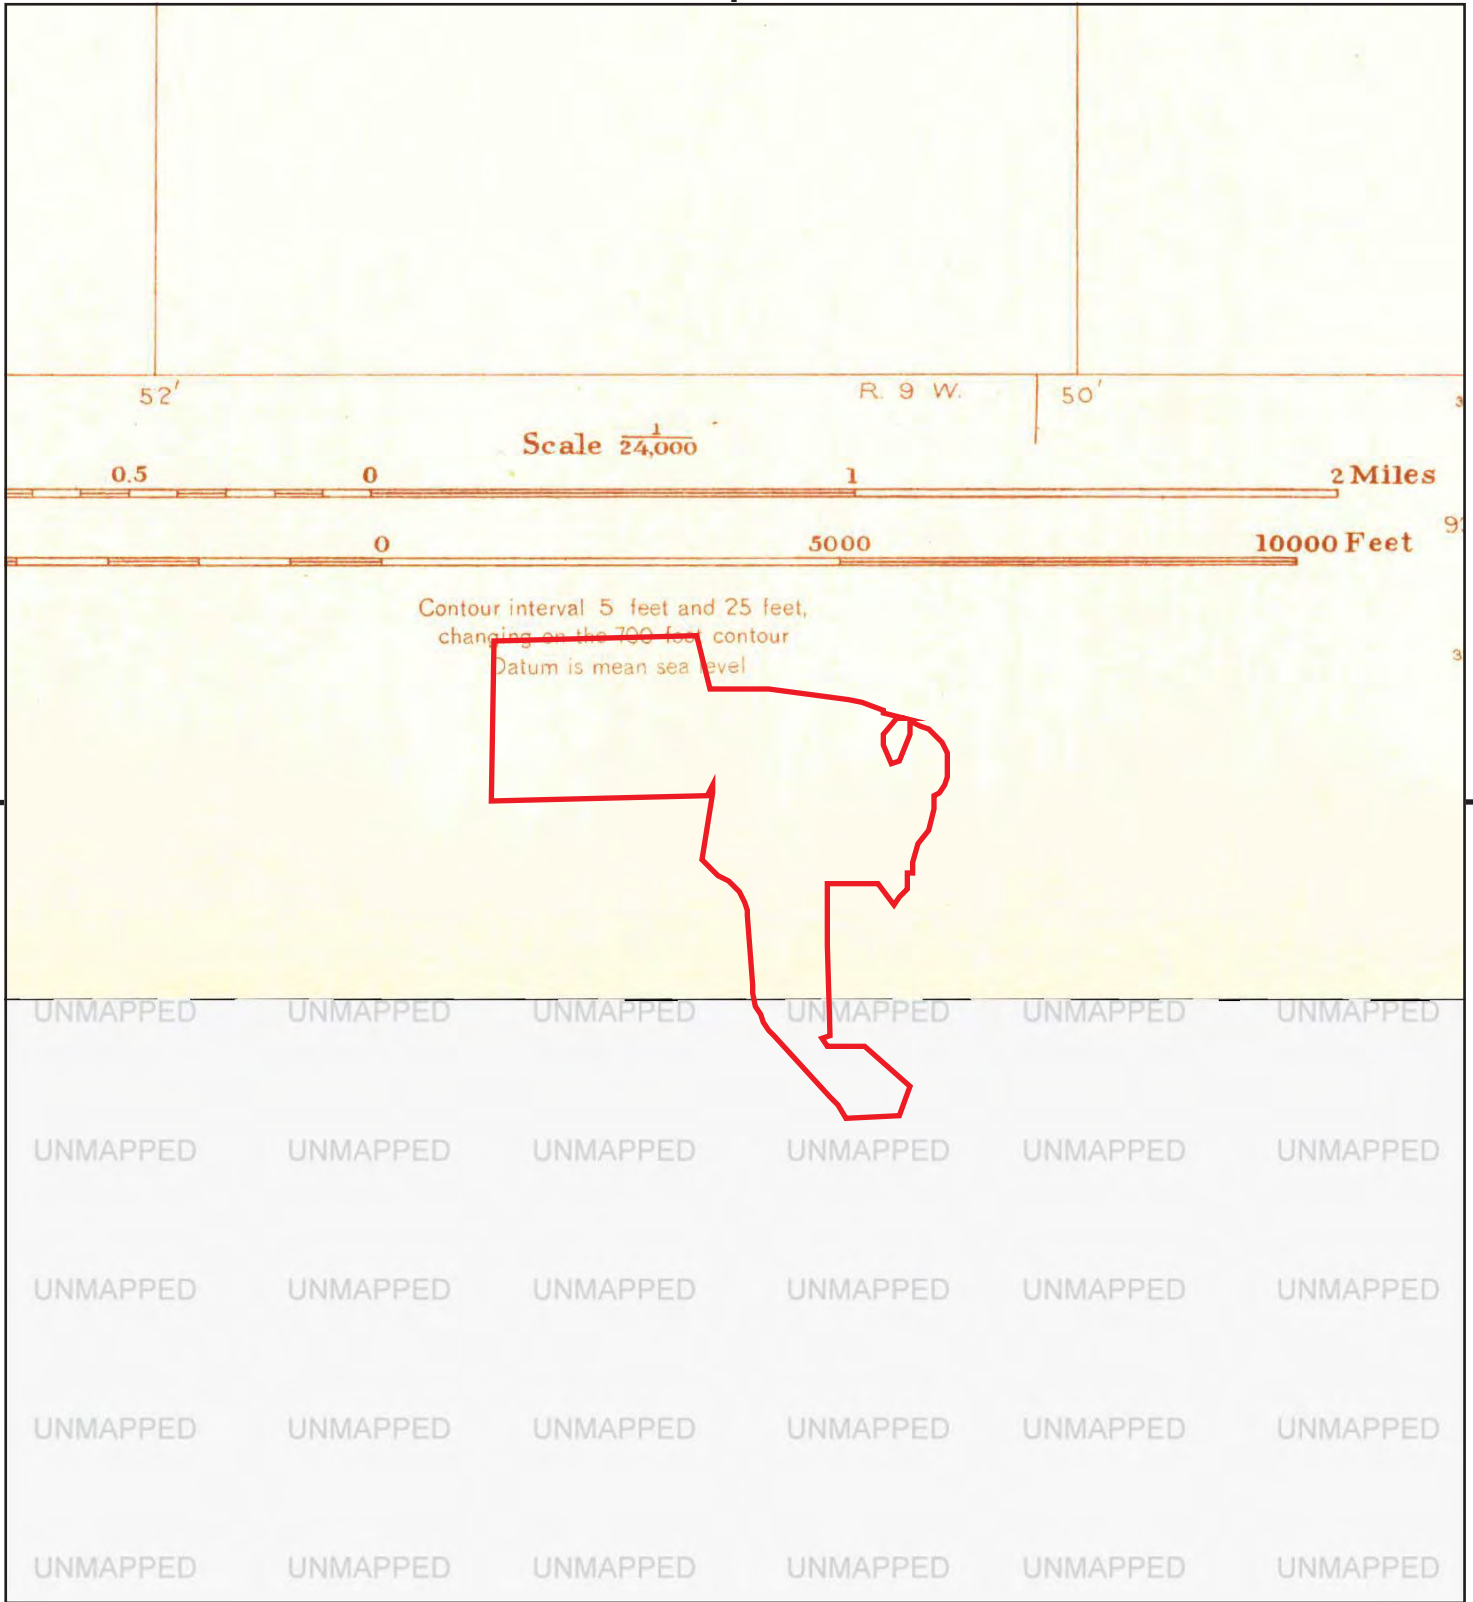 52′ R. 9 W. 50′ 3
Scale 1/24,000
0.5 0 1 2 Miles
0 5000 10000 Feet
Contour interval 5 feet and 25 feet,
changing on the 700 foot contour
3
Datum is mean sea level
UNMAPPED UNMAPPED UNMAPPED UNMAPPED UNMAPPED UNMAPPED
UNMAPPED UNMAPPED UNMAPPED UNMAPPED UNMAPPED UNMAPPED
UNMAPPED UNMAPPED UNMAPPED UNMAPPED UNMAPPED UNMAPPED
UNMAPPED UNMAPPED UNMAPPED UNMAPPED UNMAPPED UNMAPPED
UNMAPPED UNMAPPED UNMAPPED UNMAPPED UNMAPPED UNMAPPED